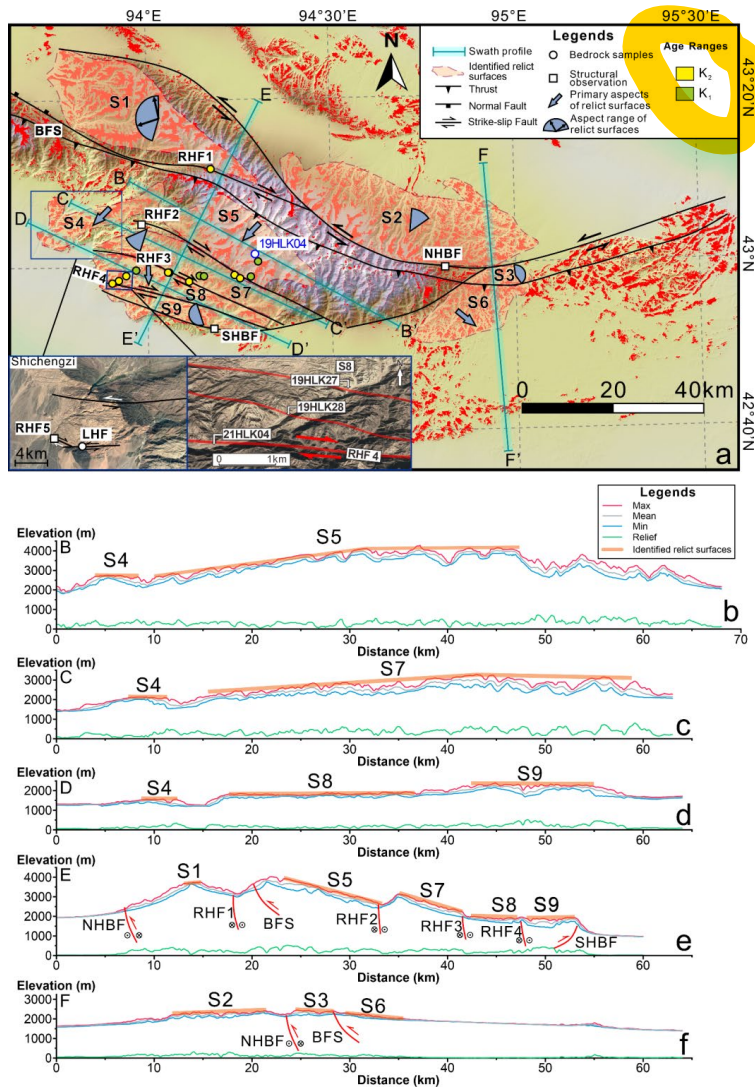 94°E
94°30'E
95°E
95°30'E
43°20'N
43°N
42°40'N
N
Legends
Swath profile
Identified relict
surfaces
Thrust
Normal Fault
Strike-slip Fault
Bedrock samples
Structural
observation
Primary aspects
of relict surfaces
Aspect range of
relict surfaces
Age Ranges
K2
K1
S1
E
BFS
RHF1
F
B
S2
C
S5
D
S4
RHF2
19HLK04
NHBF
S3
RHF3
S6
RHF4
S8
S7
S9
SHBF
C'
B'
E'
D'
0 20 40km
F'
a
Shichengzi
RHF5
LHF
4km
S8
19HLK27
19HLK28
21HLK04
RHF4
0 1km
Legends
Max
Mean
Min
Relief
Identified relict surfaces
Elevation (m)
B
S4
S5
4000
3000
2000
1000
0
0 10 20 30 40 50 60 70
Distance (km)
b
Elevation (m)
C
S4
S7
3000
2000
1000
0
0 10 20 30 40 50 60
Distance (km)
c
Elevation (m)
D
S4
S8
S9
2000
1000
0
0 10 20 30 40 50 60
Distance (km)
d
Elevation (m)
E
S1
S5
S7
S8
S9
4000
3000
2000
1000
0
NHBF
RHF1
BFS
RHF2
RHF3
RHF4
SHBF
0 10 20 30 40 50 60
Distance (km)
e
Elevation (m)
F
S2
S3
S6
3000
2000
1000
0
NHBF
BFS
0 10 20 30 40 50 60
Distance (km)
f